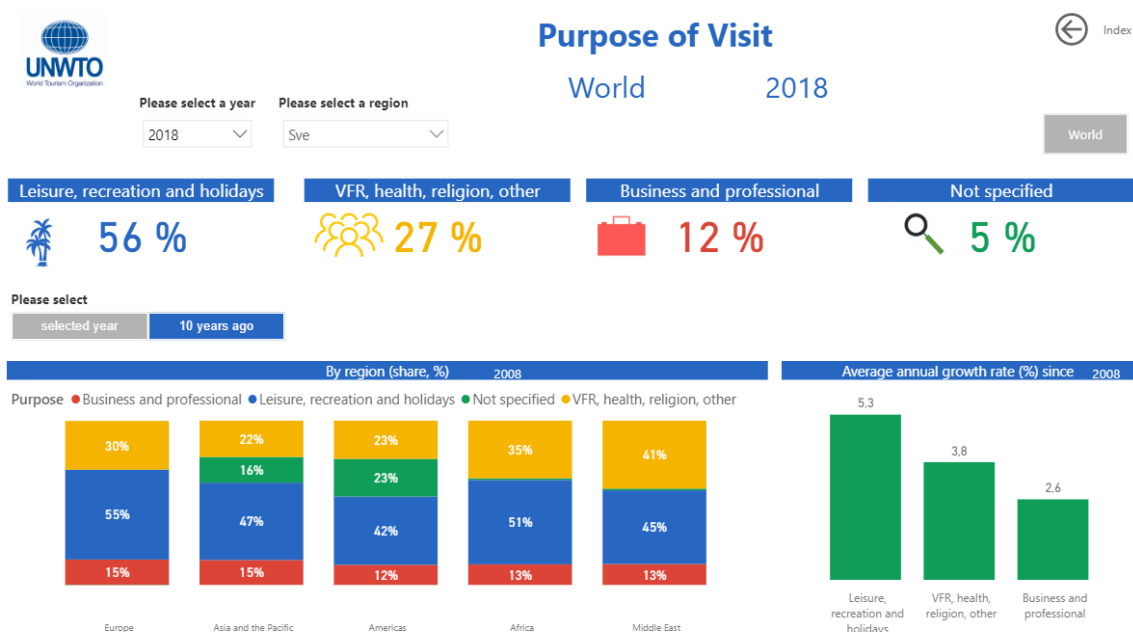 Purpose of Visit
Index
UNWTO
World Tourism Organization
World 2018
Please select a year Please select a region
2018 Sve
World
Leisure, recreation and holidays VFR, health, religion, other Business and professional Not specified
56 % 27 % 12 % 5 %
Please select
selected year 10 years ago
By region (share, %) 2008
Average annual growth rate (%) since 2008
Purpose Business and professional Leisure, recreation and holidays Not specified VFR, health, religion, other
30% 22% 23% 35% 41%
16% 23%
55% 47% 42% 51% 45%
15% 15% 12% 13% 13%
Europe Asia and the Pacific Americas Africa Middle East
5,3
3,8
2,6
Leisure, recreation and holidays
VFR, health, religion, other
Business and professional